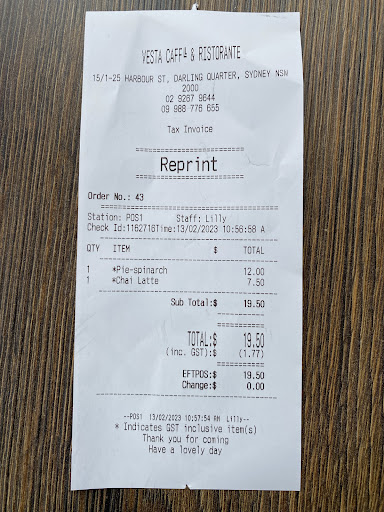 VESTA CAFFÈ & RISTORANTE
15/1-25 HARBOUR ST, DARLING QUARTER, SYDNEY NSN
2000
02 9267 9644
09 988 776 655
Tax Invoice
Reprint
Order No.: 43
Station: POS1 Staff: Lilly
Check Id:1162716Time:13/02/2023 10:56:58 A
QTY ITEM $ TOTAL
1 *Pie-spinarch 12.00
1 *Chai Latte 7.50
Sub Total:$ 19.50
TOTAL:$ 19.50
(inc. GST):$ (1.77)
EFTPOS:$ 19.50
Change:$ 0.00
--POS1 13/02/2023 10:57:54 AM Lilly--
* Indicates GST inclusive item(s)
Thank you for coming
Have a lovely day